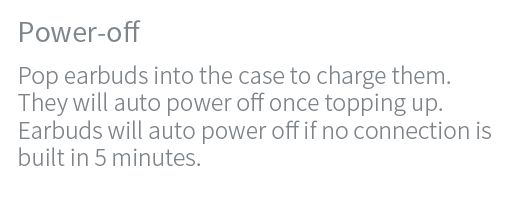 Power-off
Pop earbuds into the case to charge them.
They will auto power off once topping up.
Earbuds will auto power off if no connection is
built in 5 minutes.